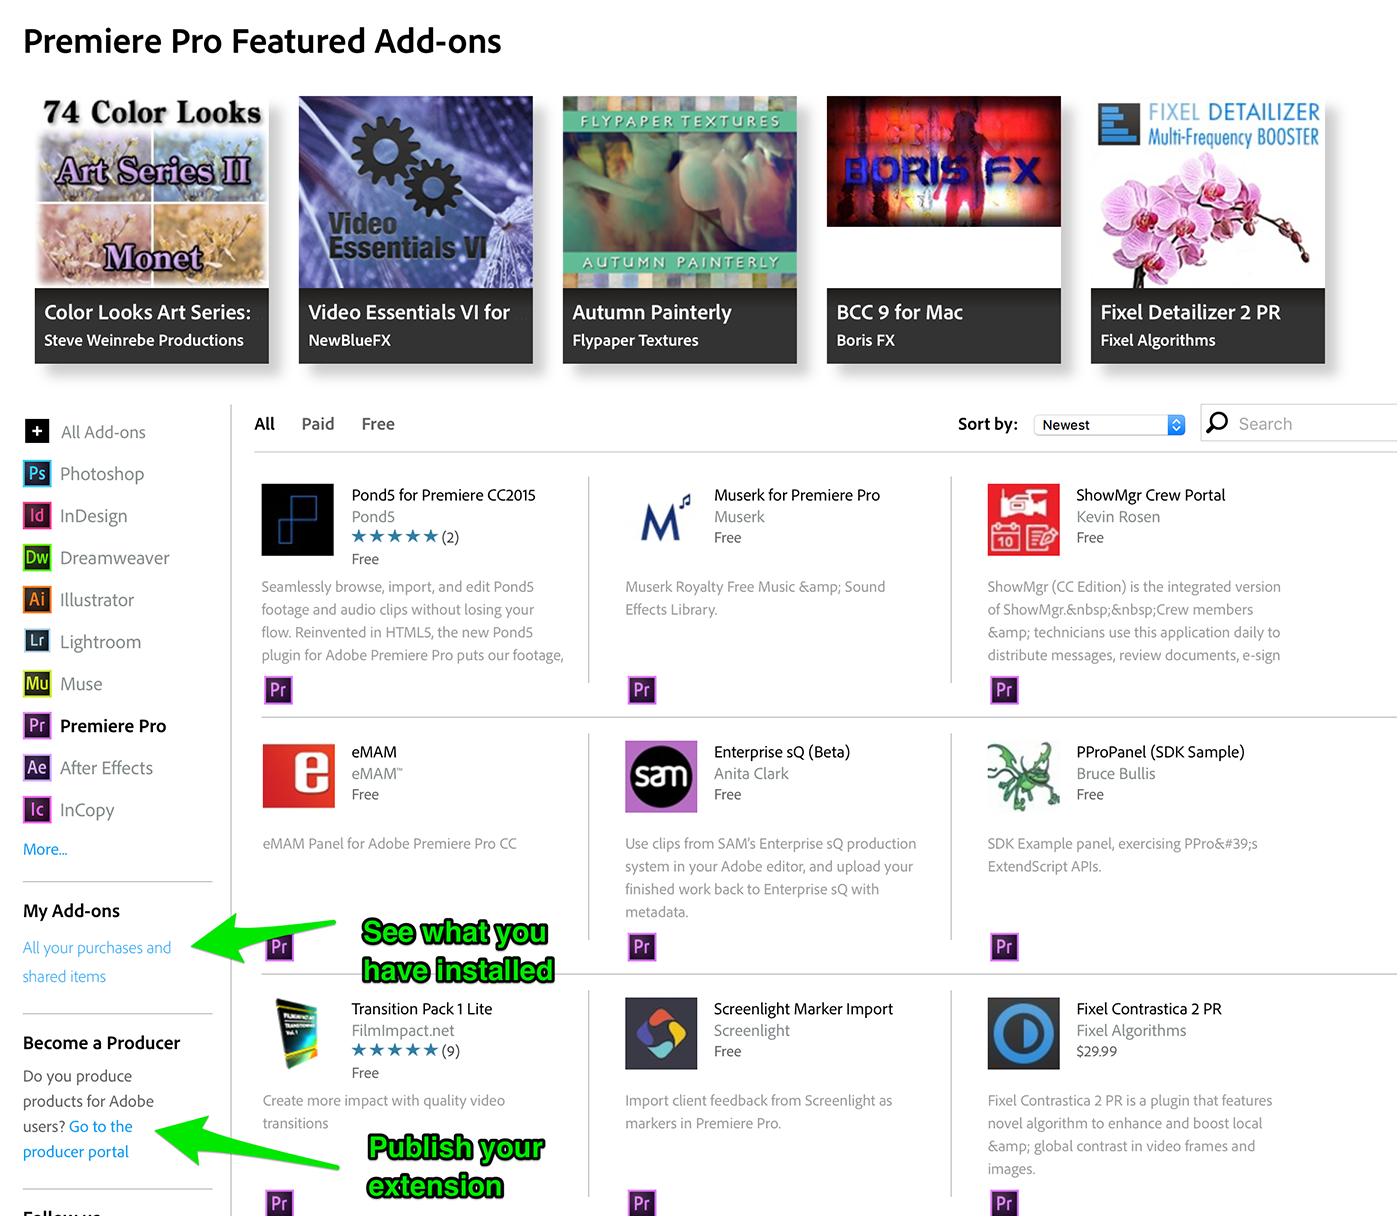 Premiere Pro Featured Add-ons
74 Color Looks
Art Series II
Monet
Color Looks Art Series:
Steve Weinrebe Productions
Video
Essentials VI
Video Essentials VI for
NewBlueFX
FLYPAPER TEXTURES
AUTUMN PAINTERLY
Autumn Painterly
Flypaper Textures
BORIS FX
BCC 9 for Mac
Boris FX
FIXEL DETAILIZER
Multi-Frequency BOOSTER
Fixel Detailizer 2 PR
Fixel Algorithms
+ All Add-ons
Ps Photoshop
Id InDesign
Dw Dreamweaver
Ai Illustrator
Lr Lightroom
Mu Muse
Pr Premiere Pro
Ae After Effects
Ic InCopy
More...
My Add-ons
All your purchases and
shared items
See what you
have installed
Become a Producer
Do you produce
products for Adobe
users? Go to the
producer portal
Publish your
extension
Follow us
All Paid Free
Sort by: Newest
Search
Pond5 for Premiere CC2015
Pond5
★★★★★ (2)
Free
Seamlessly browse, import, and edit Pond5
footage and audio clips without losing your
flow. Reinvented in HTML5, the new Pond5
plugin for Adobe Premiere Pro puts our footage,
Pr
M
Muserk for Premiere Pro
Muserk
Free
Muserk Royalty Free Music &amp; Sound
Effects Library.
Pr
10
ShowMgr Crew Portal
Kevin Rosen
Free
ShowMgr (CC Edition) is the integrated version
of ShowMgr.&nbsp;&nbsp;Crew members
&amp; technicians use this application daily to
distribute messages, review documents, e-sign
Pr
e
eMAM
eMAM™
Free
eMAM Panel for Adobe Premiere Pro CC
Pr
sam
Enterprise sQ (Beta)
Anita Clark
Free
Use clips from SAM's Enterprise sQ production
system in your Adobe editor, and upload your
finished work back to Enterprise sQ with
metadata.
Pr
PProPanel (SDK Sample)
Bruce Bullis
Free
SDK Example panel, exercising PPro&#39;s
ExtendScript APIs.
Pr
Transition Pack 1 Lite
FilmImpact.net
★★★★★ (9)
Free
Create more impact with quality video
transitions
Pr
Screenlight Marker Import
Screenlight
Free
Import client feedback from Screenlight as
markers in Premiere Pro.
Pr
Fixel Contrastica 2 PR
Fixel Algorithms
$29.99
Fixel Contrastica 2 PR is a plugin that features
novel algorithm to enhance and boost local
&amp; global contrast in video frames and
images.
Pr